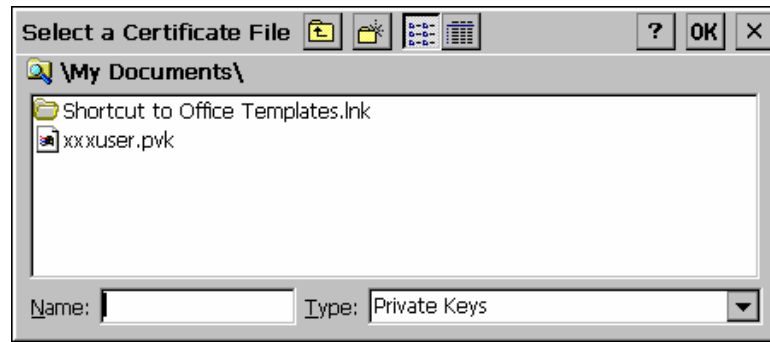 Select a Certificate File ? OK ×
\My Documents\
Shortcut to Office Templates.lnk
xxxuser.pvk
Name: Type: Private Keys